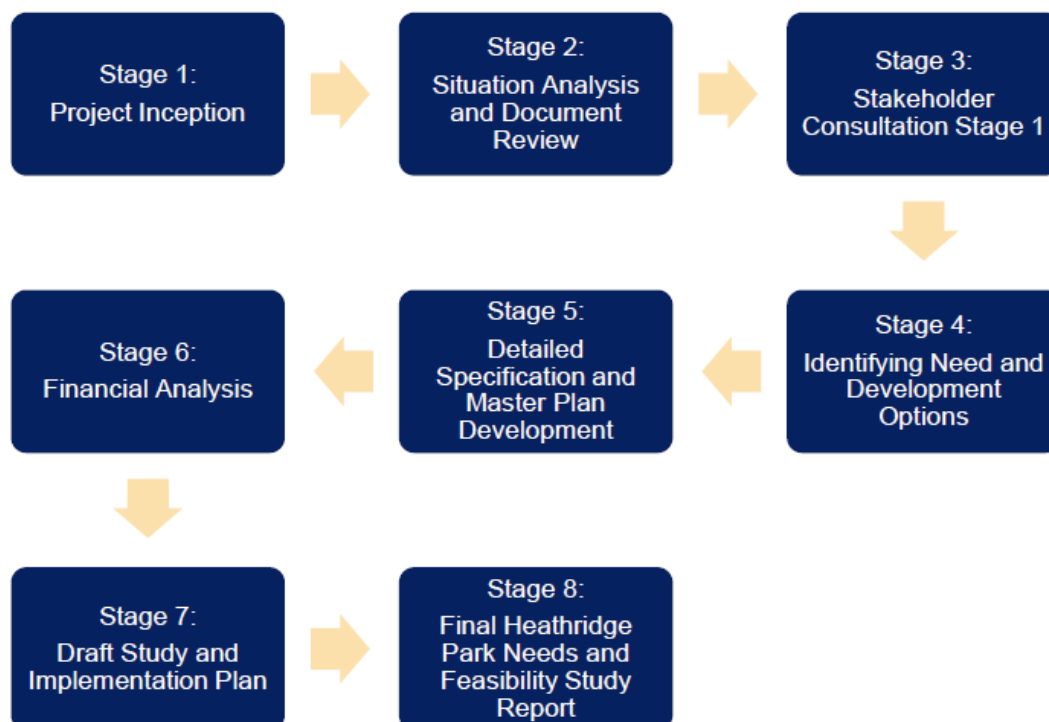 Stage 1:
Project Inception
Stage 2:
Situation Analysis
and Document
Review
Stage 3:
Stakeholder
Consultation Stage 1
Stage 4:
Identifying Need and
Development
Options
Stage 5:
Detailed
Specification and
Master Plan
Development
Stage 6:
Financial Analysis
Stage 7:
Draft Study and
Implementation Plan
Stage 8:
Final Heathridge
Park Needs and
Feasibility Study
Report